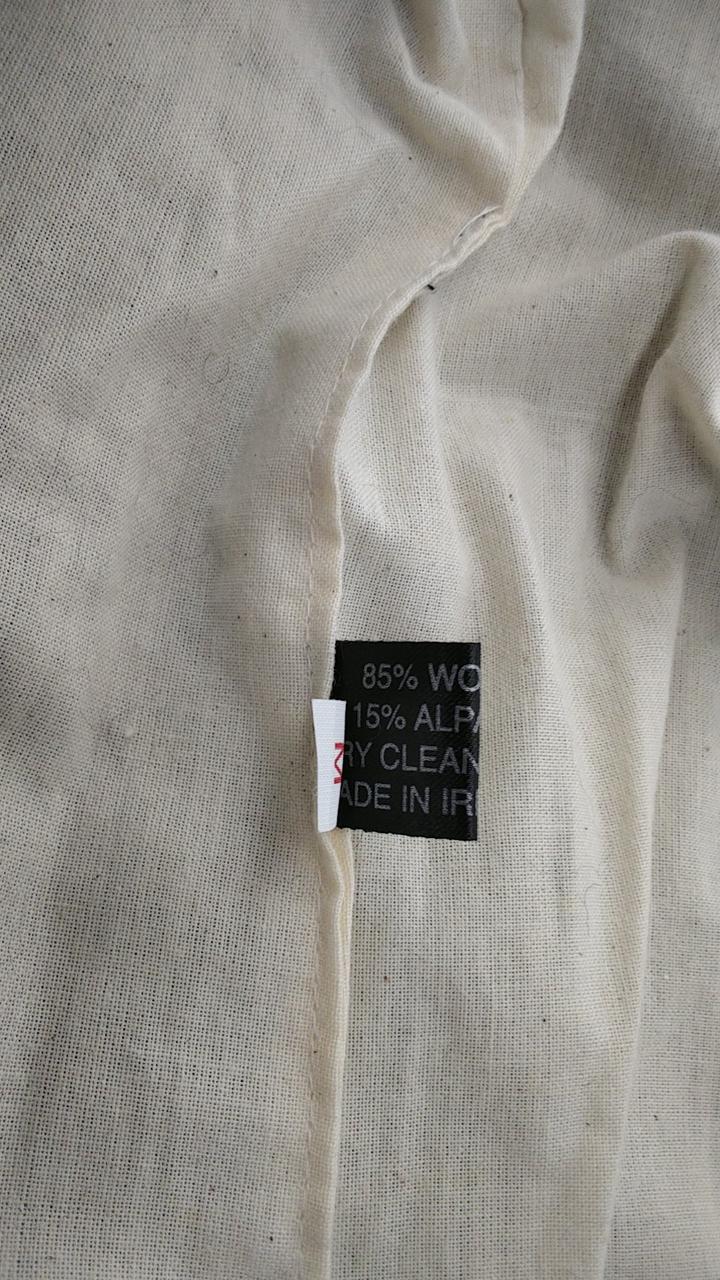 85% WO
15% ALPA
RY CLEAN
ADE IN IR
M